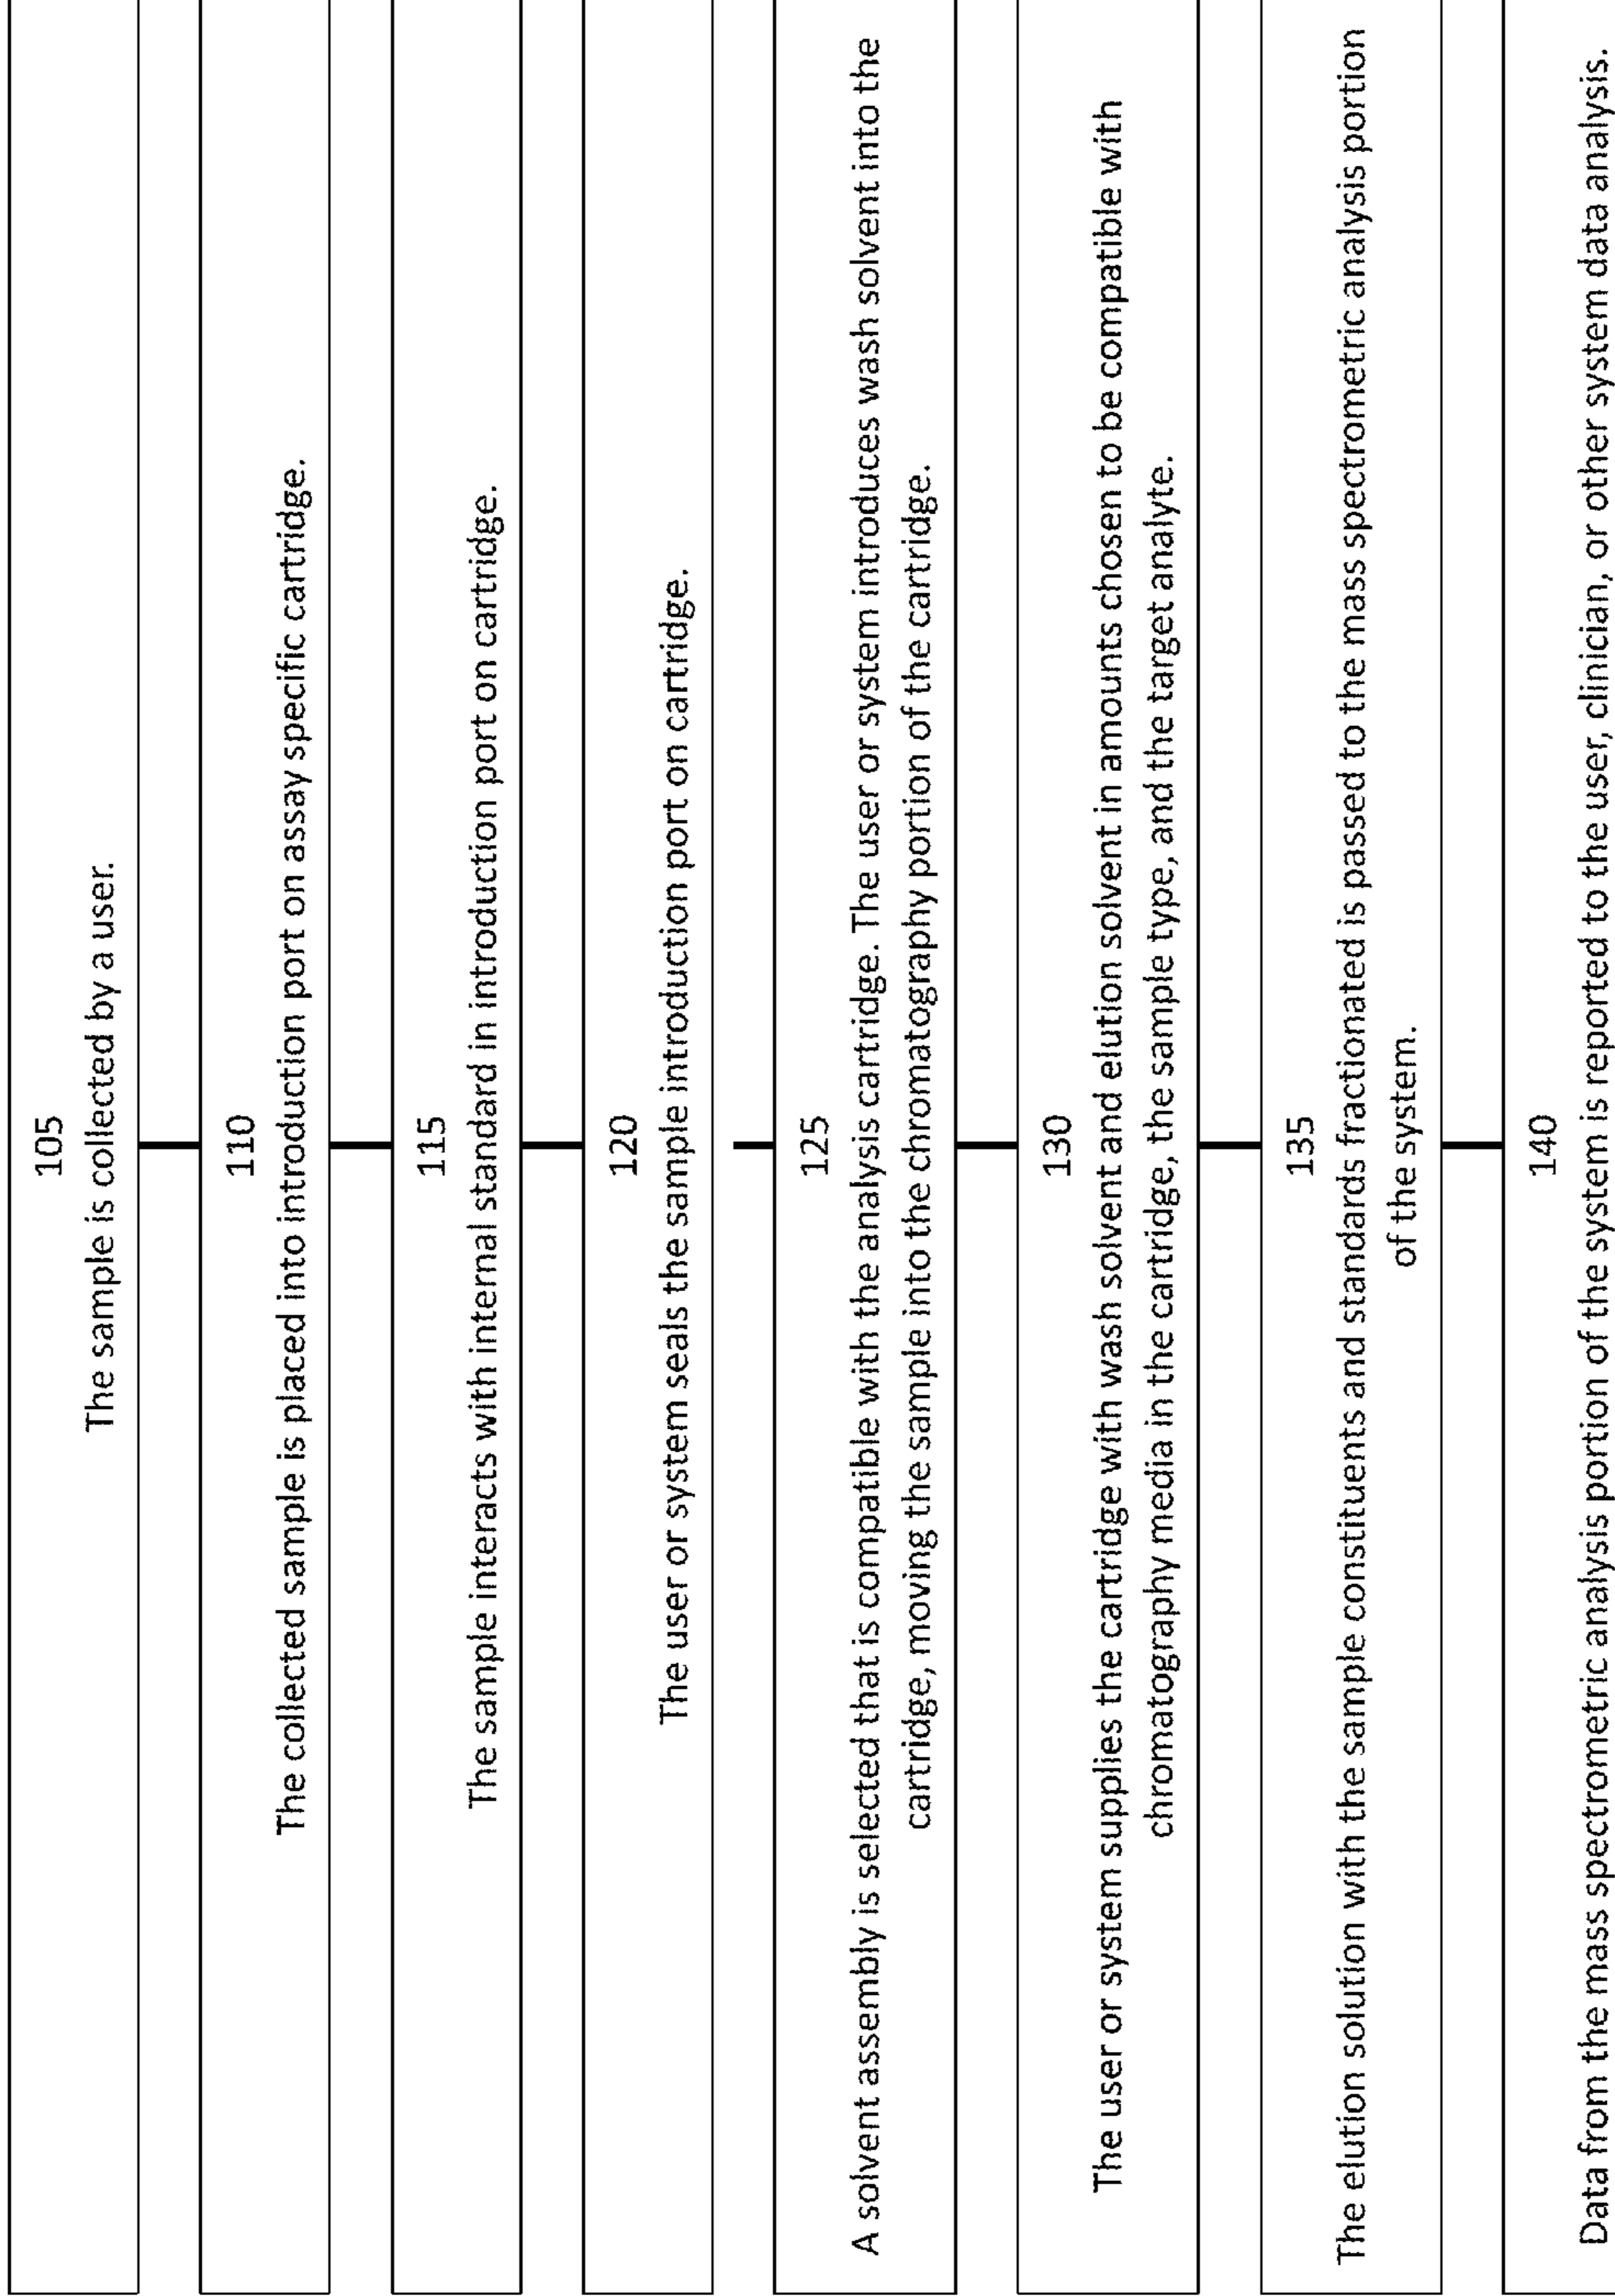 105
The sample is collected by a user.
110
The collected sample is placed into introduction port on assay specific cartridge.
115
The sample interacts with internal standard in introduction port on cartridge.
120
The user or system seals the sample introduction port on cartridge.
125
A solvent assembly is selected that is compatible with the analysis cartridge. The user or system introduces wash solvent into the
cartridge, moving the sample into the chromatography portion of the cartridge.
130
The user or system supplies the cartridge with wash solvent and elution solvent in amounts chosen to be compatible with
chromatography media in the cartridge, the sample type, and the target analyte.
135
The elution solution with the sample constituents and standards fractionated is passed to the mass spectrometric analysis portion
of the system.
140
Data from the mass spectrometric analysis portion of the system is reported to the user, clinician, or other system data analysis.